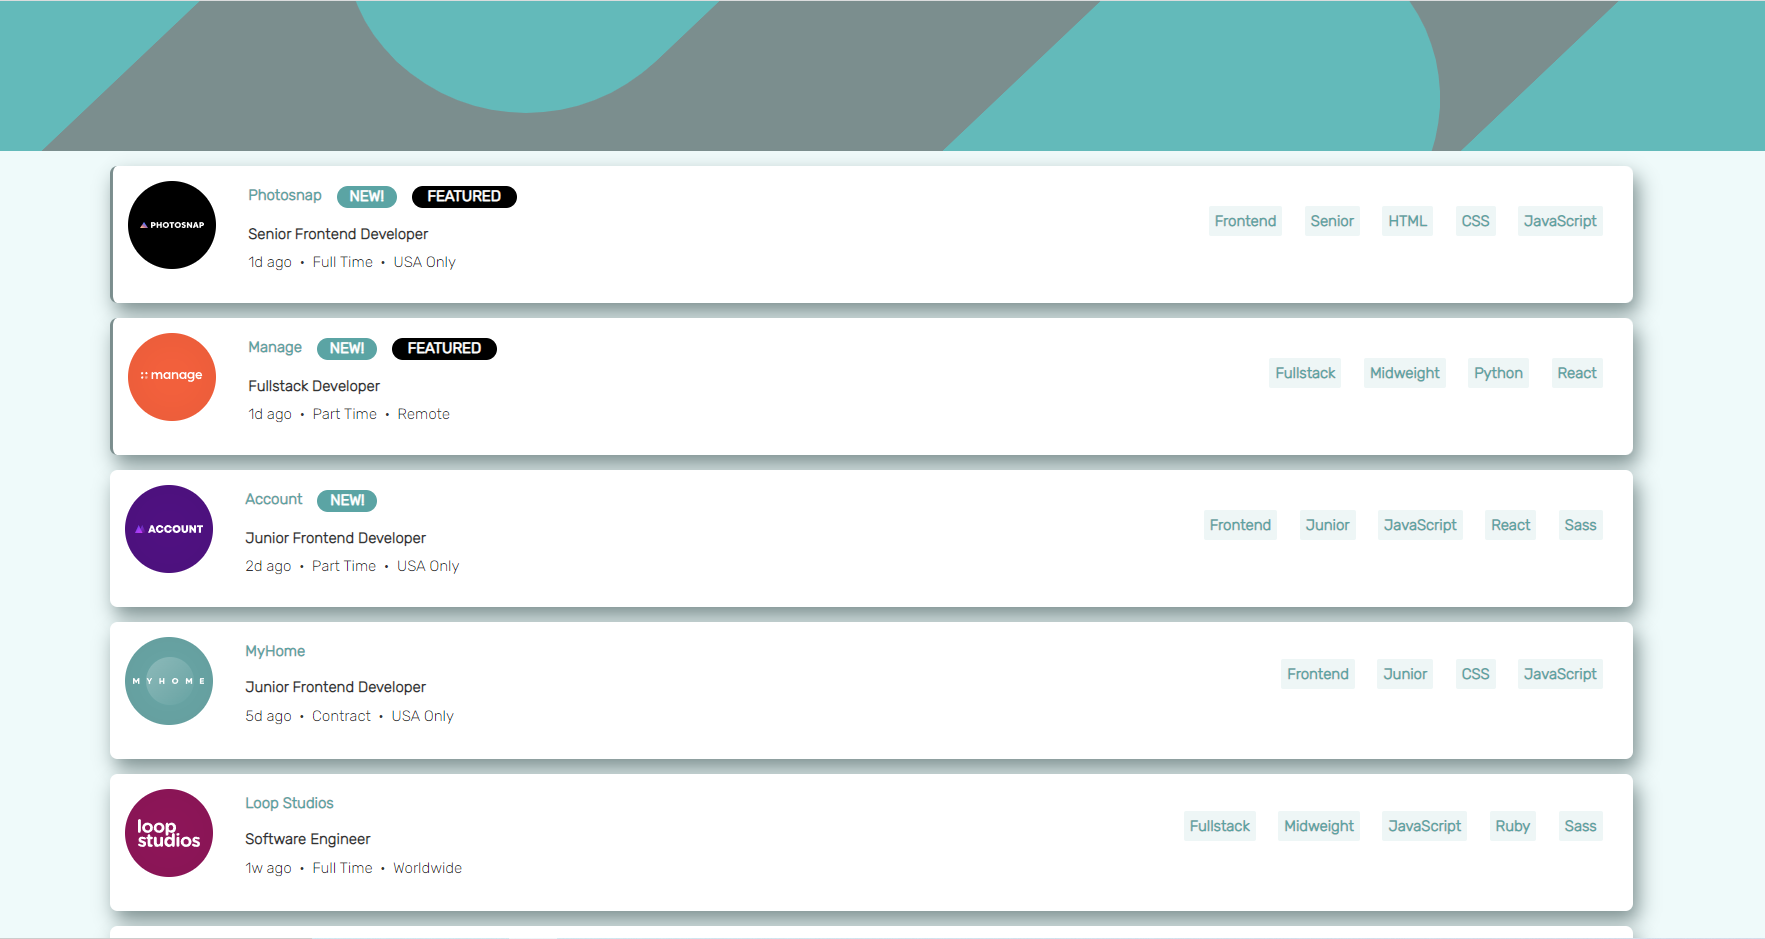 PHOTOSNAP
Photosnap NEW! FEATURED
Senior Frontend Developer
1d ago • Full Time • USA Only
Frontend Senior HTML CSS JavaScript
manage
Manage NEW! FEATURED
Fullstack Developer
1d ago • Part Time • Remote
Fullstack Midweight Python React
ACCOUNT
Account NEW!
Junior Frontend Developer
2d ago • Part Time • USA Only
Frontend Junior JavaScript React Sass
MYHOME
MyHome
Junior Frontend Developer
5d ago • Contract • USA Only
Frontend Junior CSS JavaScript
loop
studios
Loop Studios
Software Engineer
1w ago • Full Time • Worldwide
Fullstack Midweight JavaScript Ruby Sass